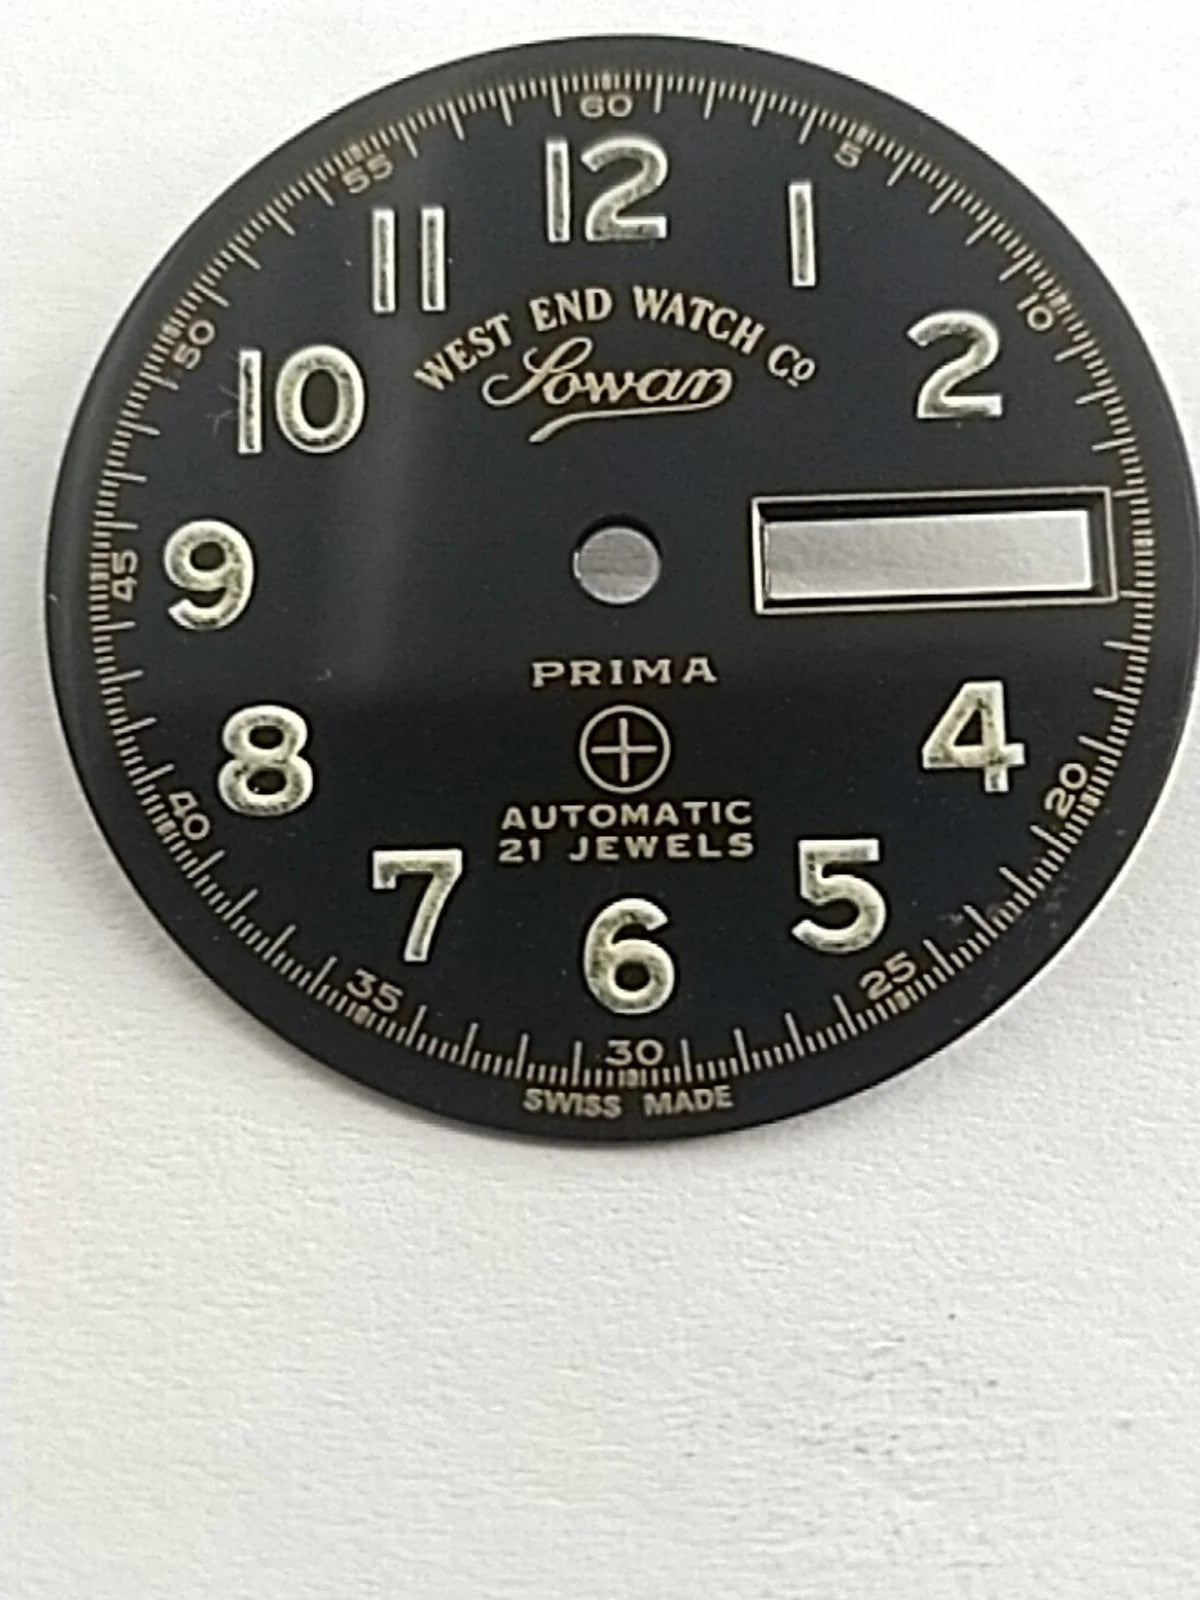 60
55 5
12
11 1
50 10
WEST END WATCH Co
Sowar
10 2
45 9
PRIMA
8 4
40 20
AUTOMATIC
21 JEWELS
7 5
6
35 25
30
SWISS MADE